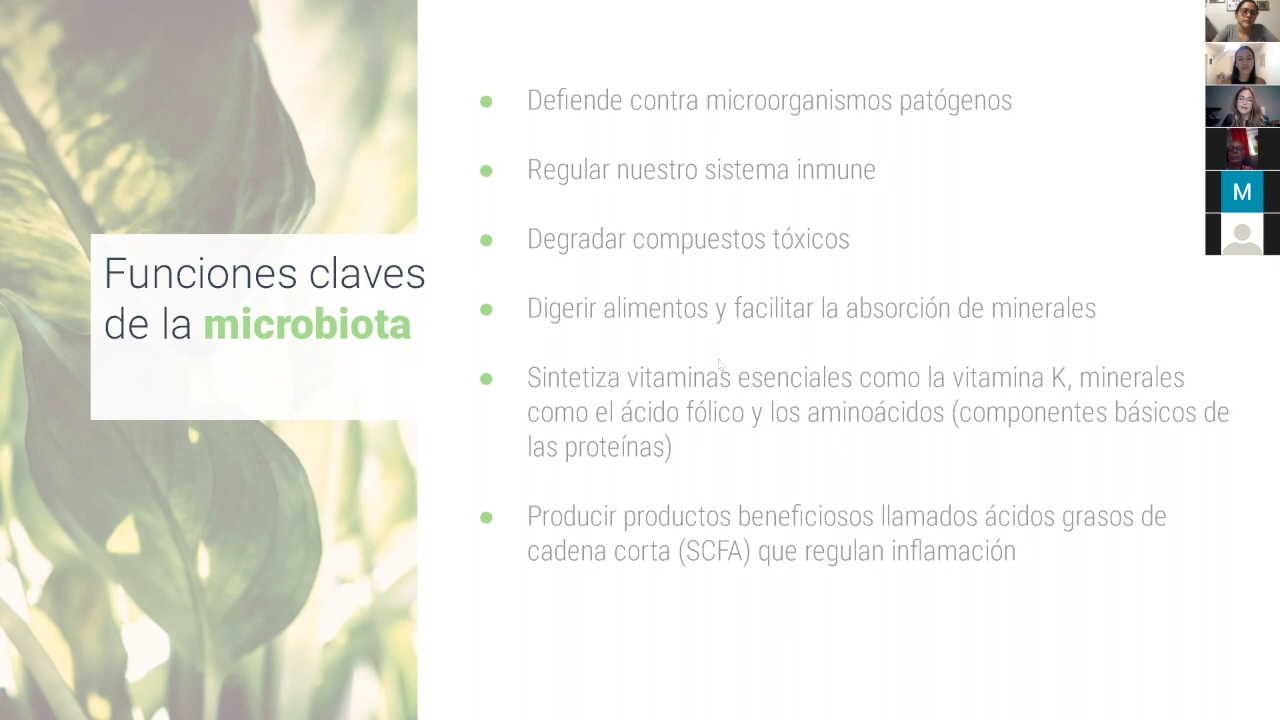 Funciones claves
de la microbiota
Defiende contra microorganismos patógenos
Regular nuestro sistema inmune
Degradar compuestos tóxicos
Digerir alimentos y facilitar la absorción de minerales
Sintetiza vitaminas esenciales como la vitamina K, minerales
como el ácido fólico y los aminoácidos (componentes básicos de
las proteínas)
Producir productos beneficiosos llamados ácidos grasos de
cadena corta (SCFA) que regulan inflamación
M